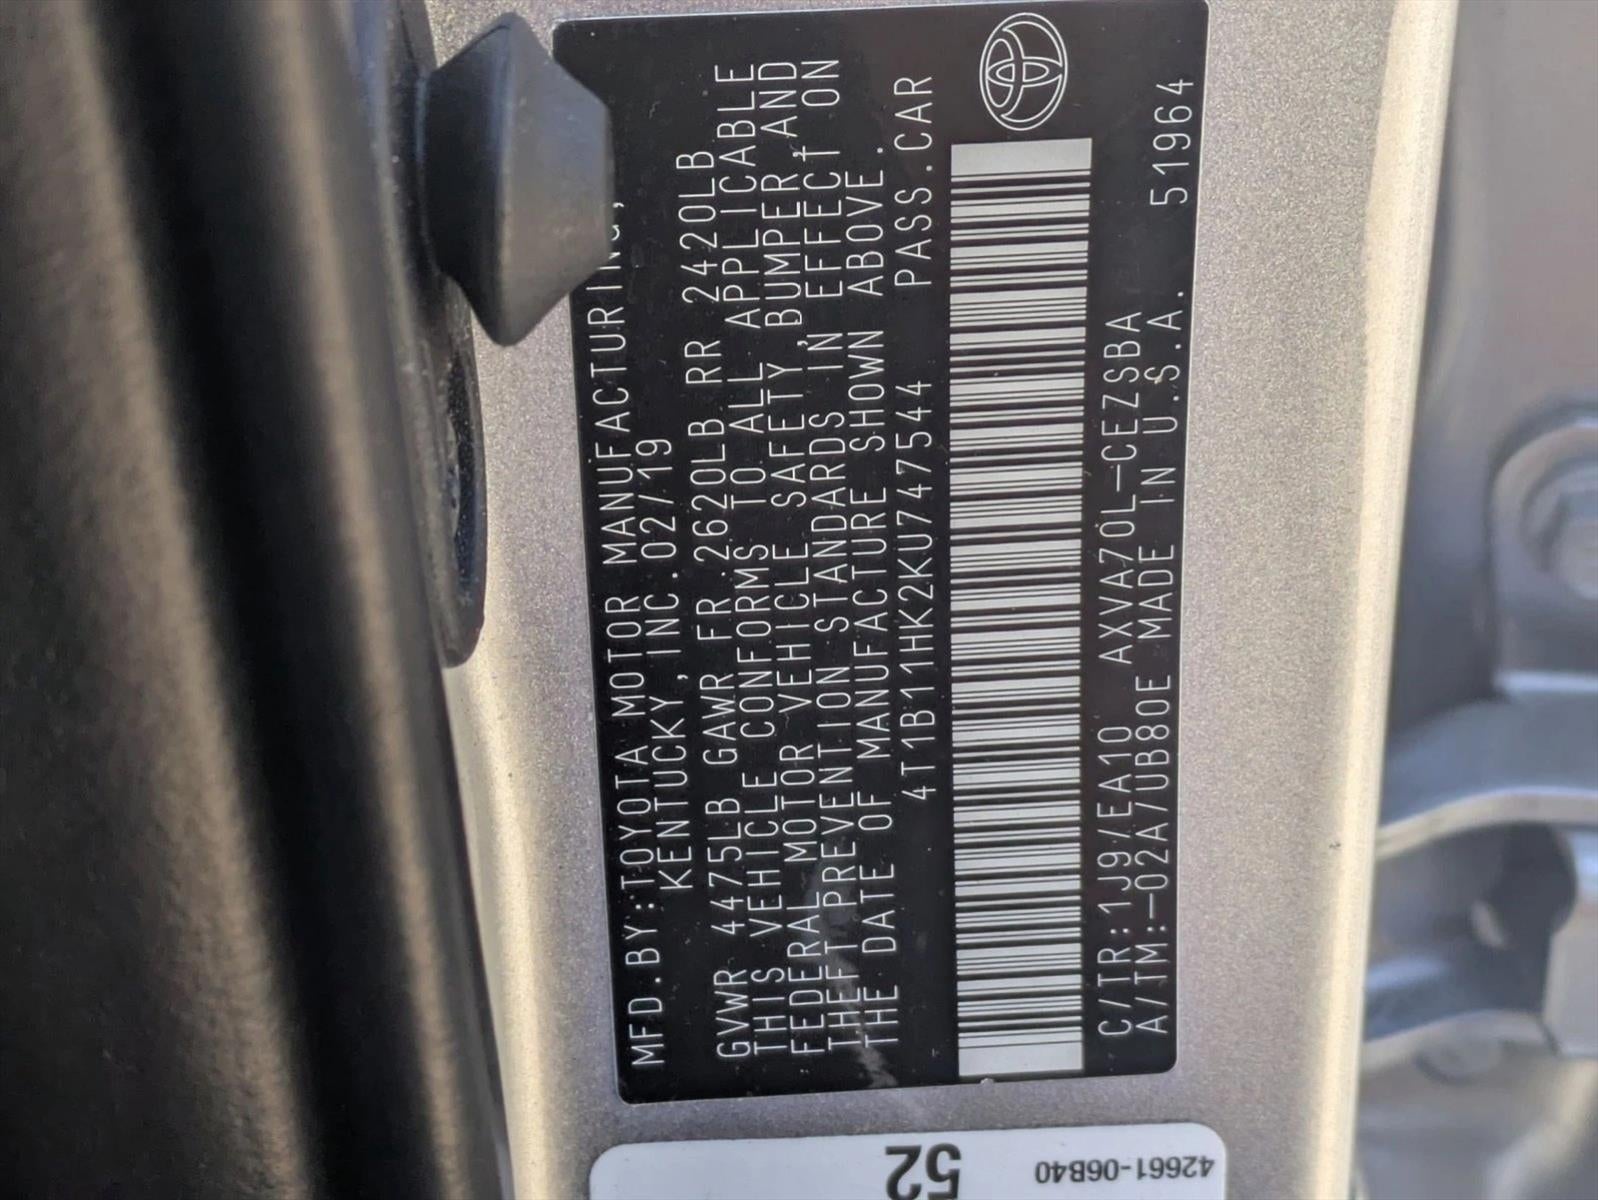 MFD.BY:TOYOTA MOTOR MANUFACTURING,
KENTUCKY,INC.02/19
GVWR 4475LB GAWR FR 2620LB RR 2420LB
THIS VEHICLE CONFORMS TO ALL APPLICABLE
FEDERAL MOTOR VEHICLE SAFETY,BUMPER,AND
THEFT PREVENTION STANDARDS IN EFFECT ON
THE DATE OF MANUFACTURE SHOWN ABOVE.
4T1B11HK2KU747544 PASS.CAR
C/TR:1J9/EA10 AXVA70L-CEZSBA
A/TM:-02A/UB80E MADE IN U.S.A. 51964
52
42661-06B40